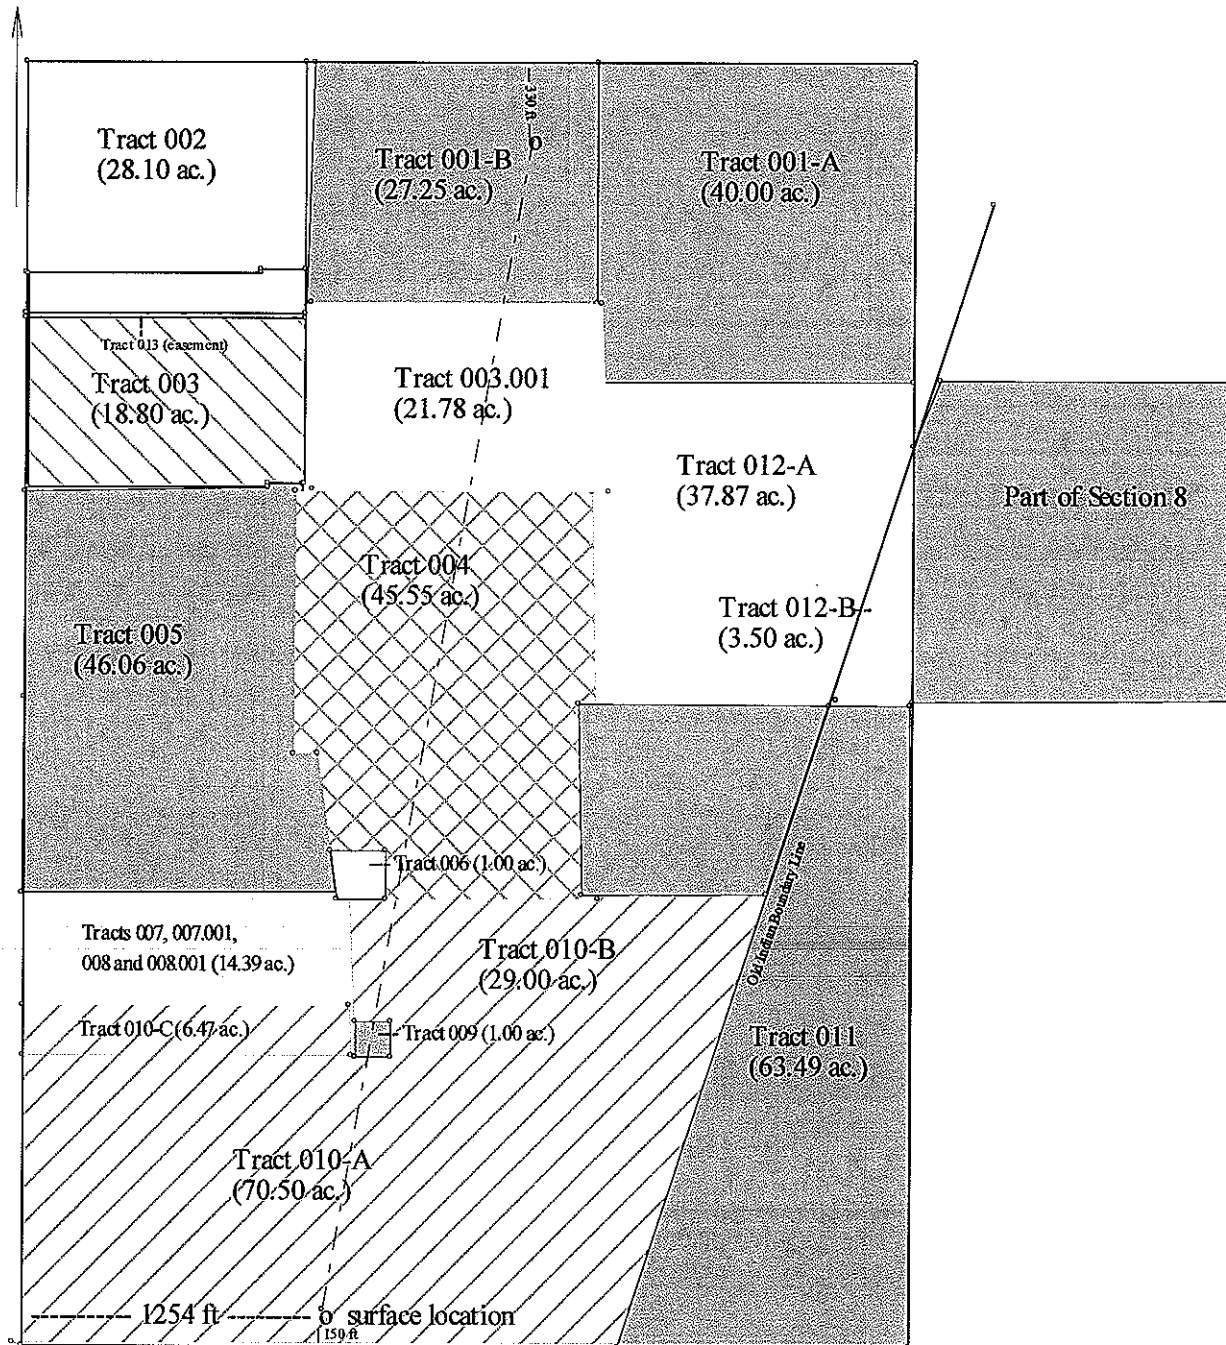 330 ft
Tract 002
(28.10 ac.)
Tract 001-B
(27.25 ac.)
Tract 001-A
(40.00 ac.)
Tract 013 (easement)
Tract 003
(18.80 ac.)
Tract 003.001
(21.78 ac.)
Tract 012-A
(37.87 ac.)
Part of Section 8
Tract 004
(45.55 ac.)
Tract 012-B
(3.50 ac.)
Tract 005
(46.06 ac.)
Tract 006 (1.00 ac.)
Old Indian Boundary Line
Tracts 007, 007.001,
008 and 008.001 (14.39 ac.)
Tract 010-B
(29.00 ac.)
Tract 010-C (6.47 ac.)
Tract 009 (1.00 ac.)
Tract 011
(63.49 ac.)
Tract 010-A
(70.50 ac.)
1254 ft
surface location
150 ft